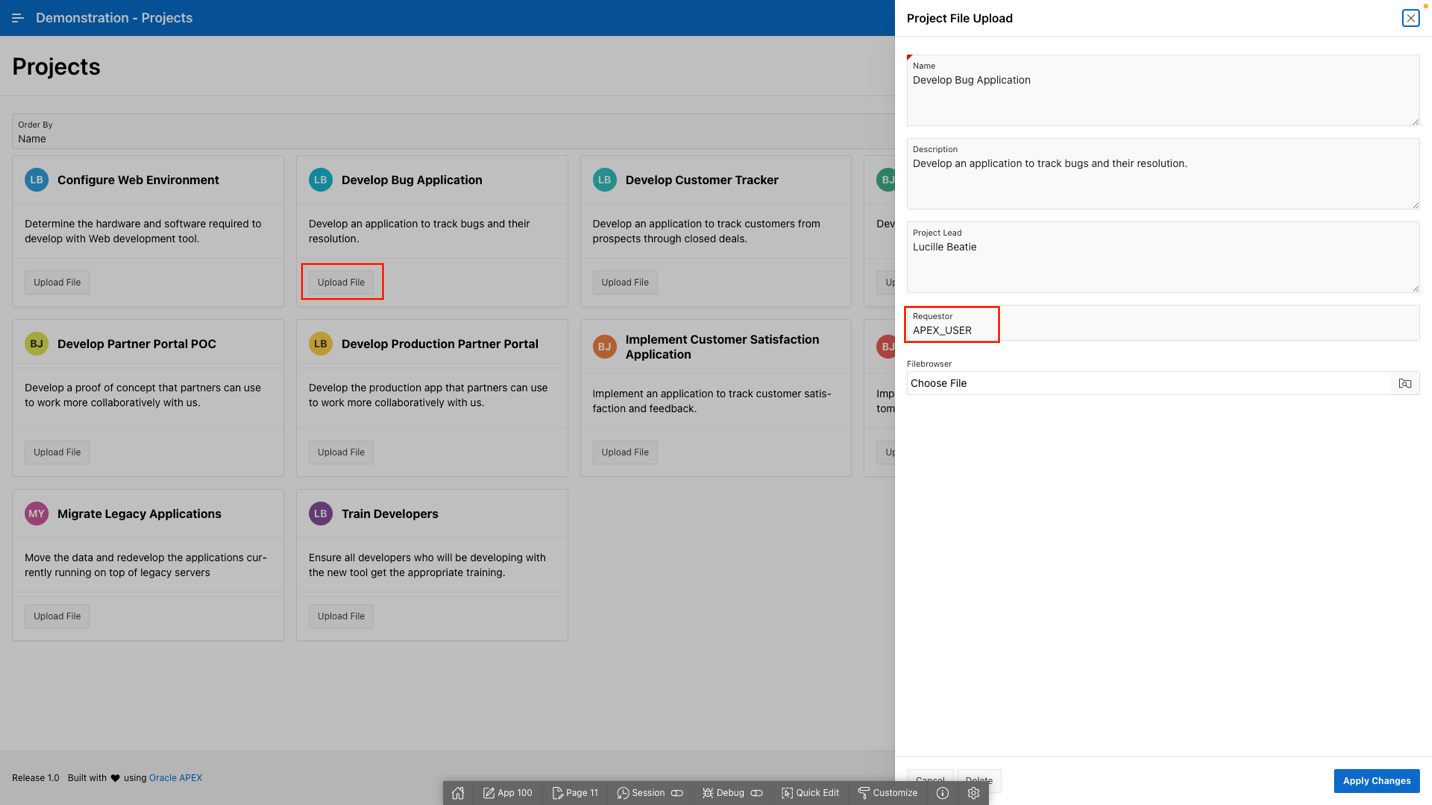 Demonstration - Projects
Projects
Order By
Name
LB Configure Web Environment
Determine the hardware and software required to
develop with Web development tool.
Upload File
LB Develop Bug Application
Develop an application to track bugs and their
resolution.
Upload File
LB Develop Customer Tracker
Develop an application to track customers from
prospects through closed deals.
Upload File
BJ
Dev
Up
BJ Develop Partner Portal POC
Develop a proof of concept that partners can use
to work more collaboratively with us.
Upload File
LB Develop Production Partner Portal
Develop the production app that partners can use
to work more collaboratively with us.
Upload File
BJ Implement Customer Satisfaction
Application
Implement an application to track customer satis-
faction and feedback.
Upload File
BJ
Imp
tom
Up
MY Migrate Legacy Applications
Move the data and redevelop the applications cur-
rently running on top of legacy servers
Upload File
LB Train Developers
Ensure all developers who will be developing with
the new tool get the appropriate training.
Upload File
Release 1.0 Built with ♥ using Oracle APEX
Project File Upload
Name
Develop Bug Application
Description
Develop an application to track bugs and their resolution.
Project Lead
Lucille Beatie
Requestor
APEX_USER
Filebrowser
Choose File
Cancel Delete Apply Changes
App 100 Page 11 Session Debug Quick Edit Customize